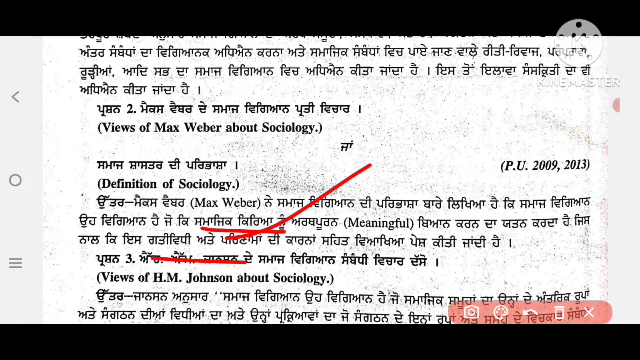 ਅੰਤਰ ਸੰਬੰਧਾਂ ਦਾ ਵਿਗਿਆਨਕ ਅਧਿਐਨ ਕਰਨਾ ਅਤੇ ਸਮਾਜਿਕ ਸੰਬੰਧਾਂ ਵਿਚ ਪਾਏ ਜਾਣ ਵਾਲੇ ਰੀਤੀ-ਰਿਵਾਜ, ਪਰੰਪਰਾਵਾਂ,
ਰੂੜੀਆਂ, ਆਦਿ ਸਭ ਦਾ ਸਮਾਜ ਵਿਗਿਆਨ ਵਿਚ ਅਧਿਐਨ ਕੀਤਾ ਜਾਂਦਾ ਹੈ । ਇਸ ਤੋਂ ਇਲਾਵਾ ਸੰਸਕ੍ਰਿਤੀ ਦਾ ਵੀ
ਅਧਿਐਨ ਕੀਤਾ ਜਾਂਦਾ ਹੈ ।
KINEMASTER
ਪ੍ਰਸ਼ਨ 2. ਮੈਕਸ ਵੈਬਰ ਦੇ ਸਮਾਜ ਵਿਗਿਆਨ ਪ੍ਰਤੀ ਵਿਚਾਰ ।
(Views of Max Weber about Sociology.)
ਜਾਂ
ਸਮਾਜ ਸ਼ਾਸਤਰ ਦੀ ਪਰਿਭਾਸ਼ਾ । (P.U. 2009, 2013)
(Definition of Sociology.)
ਉੱਤਰ-ਮੈਕਸ ਵੈਬਰ (Max Weber) ਨੇ ਸਮਾਜ ਵਿਗਿਆਨ ਦੀ ਪਰਿਭਾਸ਼ਾ ਬਾਰੇ ਲਿਖਿਆ ਹੈ ਕਿ ਸਮਾਜ ਵਿਗਿਆਨ
ਉਹ ਵਿਗਿਆਨ ਹੈ ਜੋ ਕਿ ਸਮਾਜਿਕ ਕਿਰਿਆ ਨੂੰ ਅਰਥਪੂਰਨ (Meaningful) ਬਿਆਨ ਕਰਨ ਦਾ ਯਤਨ ਕਰਦਾ ਹੈ ਜਿਸ
ਨਾਲ ਕਿ ਇਸ ਗਤੀਵਿਧੀ ਅਤੇ ਪਰਿਣਾਮਾਂ ਦੀ ਕਾਰਨਾਂ ਸਹਿਤ ਵਿਆਖਿਆ ਪੇਸ਼ ਕੀਤੀ ਜਾਂਦੀ ਹੈ ।
ਪ੍ਰਸ਼ਨ 3. ਐੱਚ. ਐੱਮ. ਜਾਨਸਨ ਦੇ ਸਮਾਜ ਵਿਗਿਆਨ ਸੰਬੰਧੀ ਵਿਚਾਰ ਦੱਸੋ ।
(Views of H.M. Johnson about Sociology.)
ਉੱਤਰ-ਜਾਨਸਨ ਅਨੁਸਾਰ "ਸਮਾਜ ਵਿਗਿਆਨ ਉਹ ਵਿਗਿਆਨ ਹੈ ਜੋ ਸਮਾਜਿਕ ਸਮੂਹਾਂ ਦਾ ਉਨ੍ਹਾਂ ਦੇ ਅੰਤਰਿਕ ਰੂਪਾਂ
ਅਤੇ ਸੰਗਠਨ ਦੀਆਂ ਵਿਧੀਆਂ ਦਾ ਅਤੇ ਉਨ੍ਹਾਂ ਪ੍ਰਕ੍ਰਿਆਵਾਂ ਦਾ ਜੋ ਸੰਗਠਨ ਦੇ ਇਨਾਂ ਰੂਪਾਂ ਅਤੇ